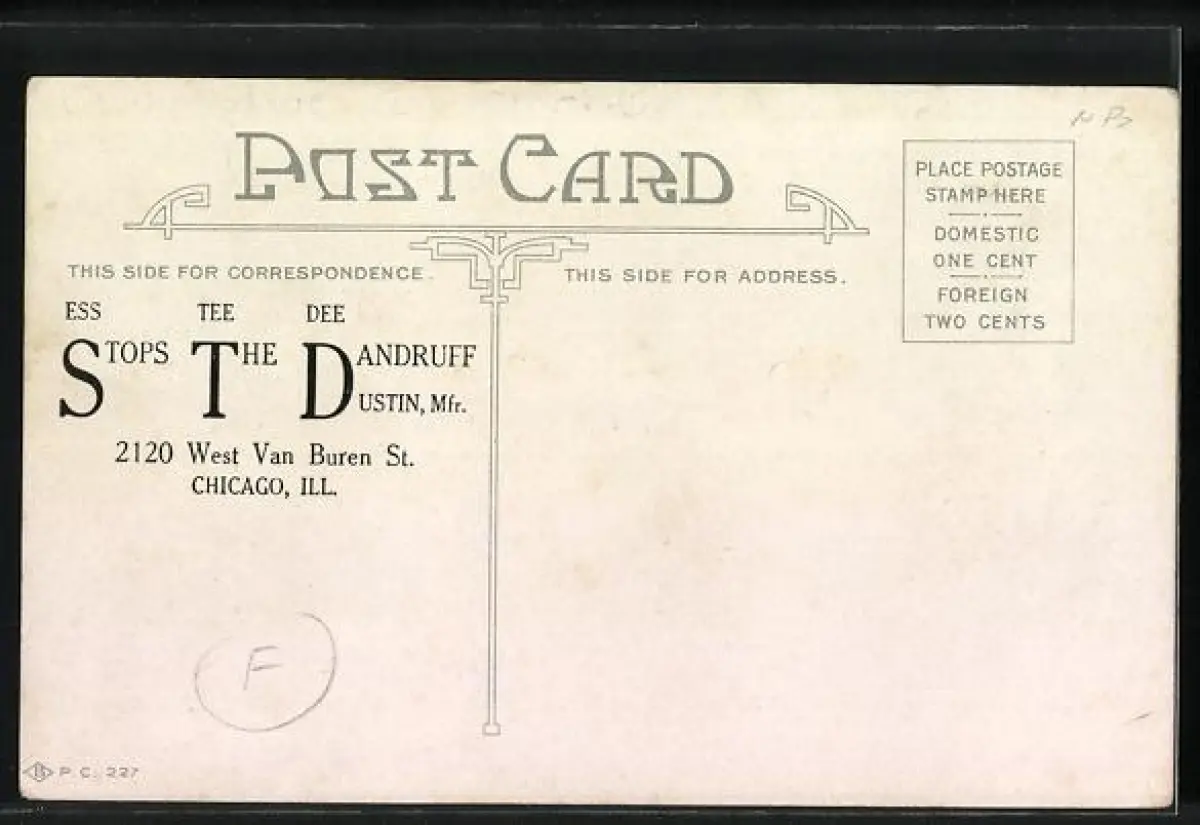 POST CARD
PLACE POSTAGE
STAMP HERE
DOMESTIC
ONE CENT
FOREIGN
TWO CENTS
THIS SIDE FOR CORRESPONDENCE.
THIS SIDE FOR ADDRESS.
ESS TEE DEE
STOPS THE DANDRUFF
DUSTIN, Mfr.
2120 West Van Buren St.
CHICAGO, ILL.
F
P. C. 227